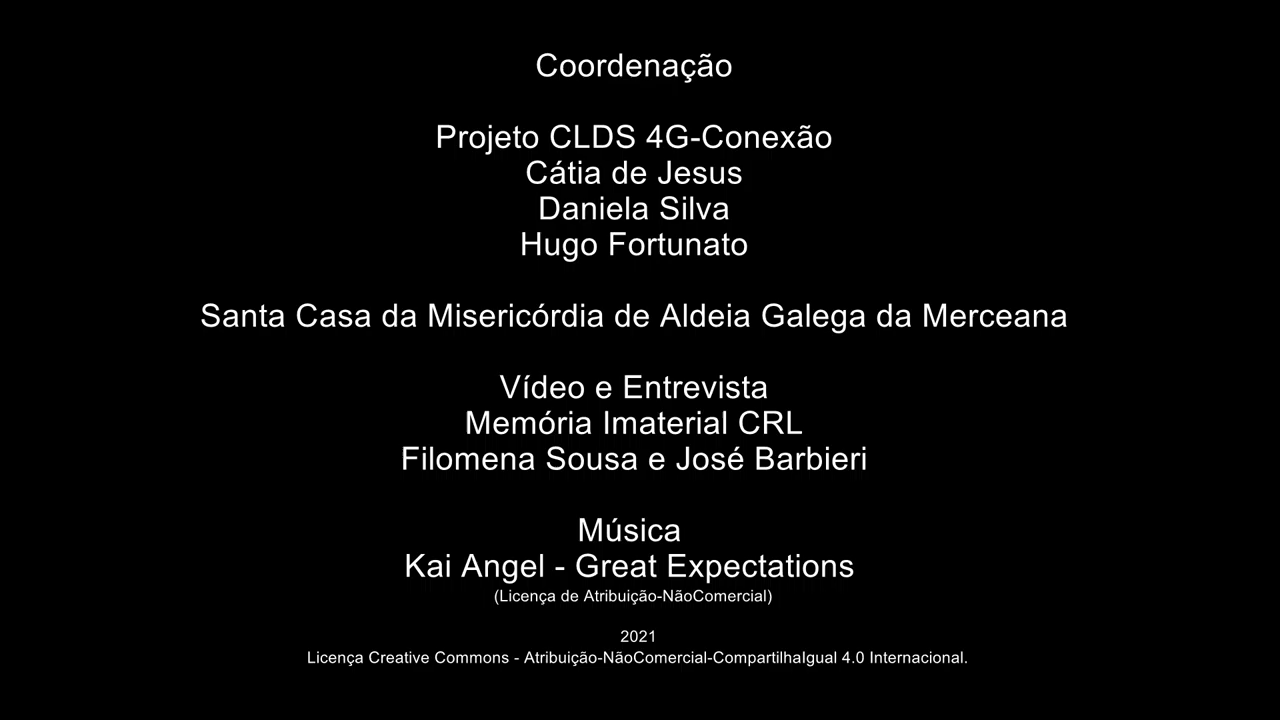 Coordenação
Projeto CLDS 4G-Conexão
Cátia de Jesus
Daniela Silva
Hugo Fortunato
Santa Casa da Misericórdia de Aldeia Galega da Merceana
Vídeo e Entrevista
Memória Imaterial CRL
Filomena Sousa e José Barbieri
Música
Kai Angel - Great Expectations
(Licença de Atribuição-NãoComercial)
2021
Licença Creative Commons - Atribuição-NãoComercial-CompartilhaIgual 4.0 Internacional.